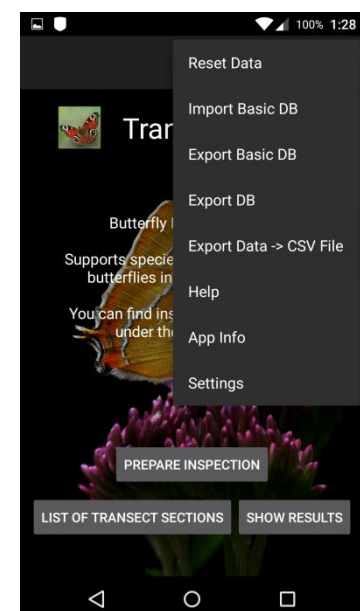 100% 1:28
Reset Data
Tran
Import Basic DB
Export Basic DB
Export DB
Butterfly
Supports specie
Export Data -> CSV File
butterflies in
Help
You can find ins
under the
App Info
Settings
PREPARE INSPECTION
LIST OF TRANSECT SECTIONS SHOW RESULTS